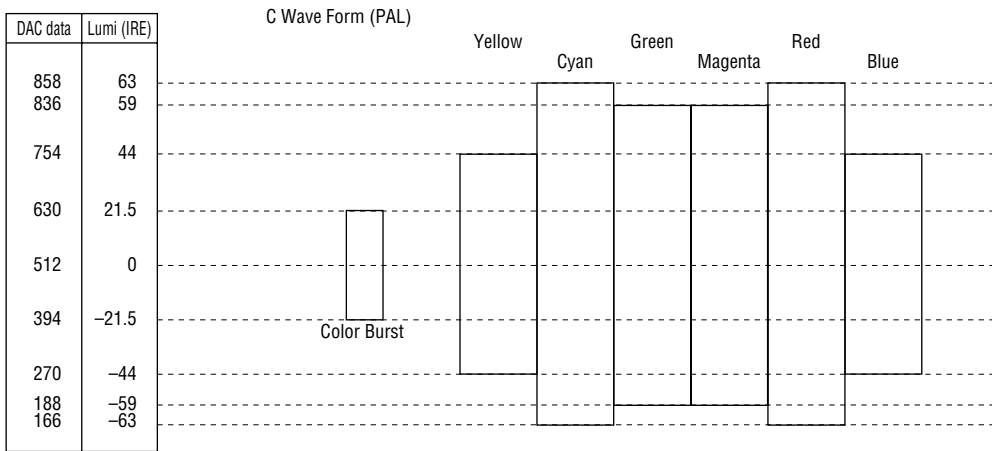 C Wave Form (PAL)
DAC data Lumi (IRE)
Yellow Green Red
Cyan Magenta Blue
858 63
836 59
754 44
630 21.5
512 0
394 –21.5
Color Burst
270 –44
188 –59
166 –63